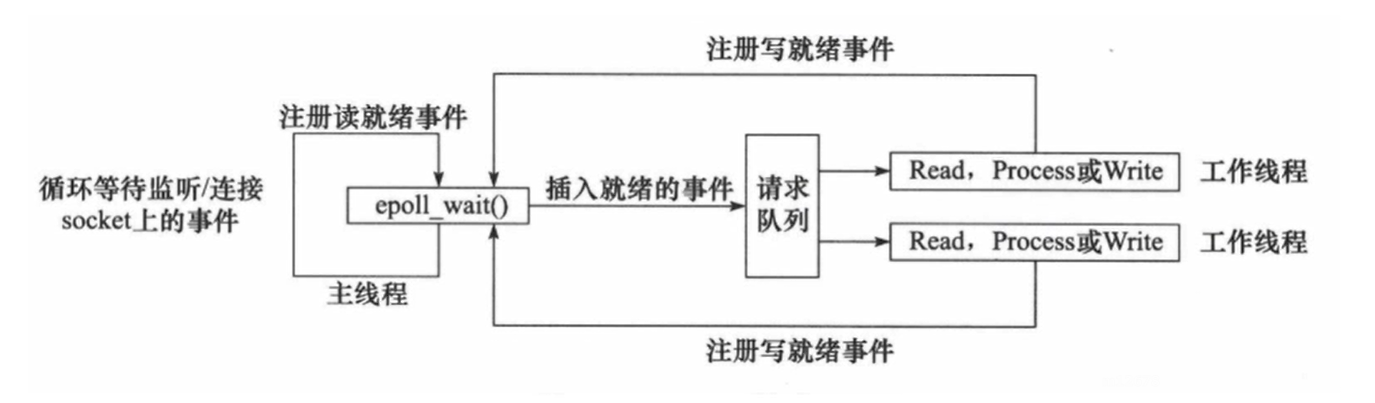 注册写就绪事件
注册读就绪事件
循环等待监听/连接
socket上的事件
epoll_wait()
插入就绪的事件
请求
队列
Read，Process或Write
工作线程
Read，Process或Write
工作线程
主线程
注册写就绪事件